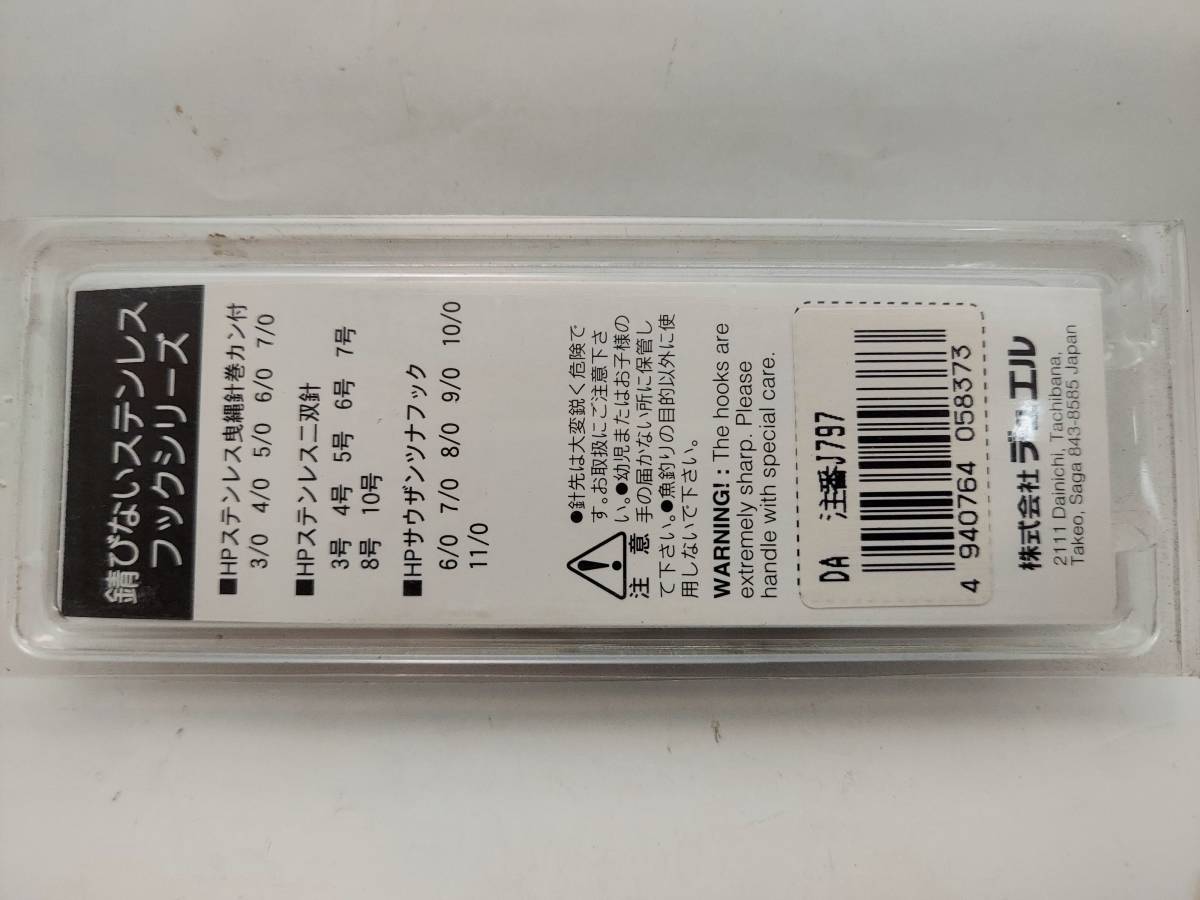 錆びないステンレス
フックシリーズ
■HPステンレス曳縄針巻カン付
3/0 4/0 5/0 6/0 7/0
■HPステンレス二双針
3号 4号 5号 6号 7号
8号 10号
■HPサウザンツナフック
6/0 7/0 8/0 9/0 10/0
11/0
注 意
●針先は大変鋭く危険で
す。お取扱にご注意下さ
い。●幼児またはお子様の
手の届かない所に保管し
て下さい。●魚釣りの目的以外に使
用しないで下さい。
WARNING! : The hooks are
extremely sharp. Please
handle with special care.
DA 注番J797
4 940764 058373
株式会社 デュエル
2111 Dainichi, Tachibana,
Takeo, Saga 843-8585 Japan